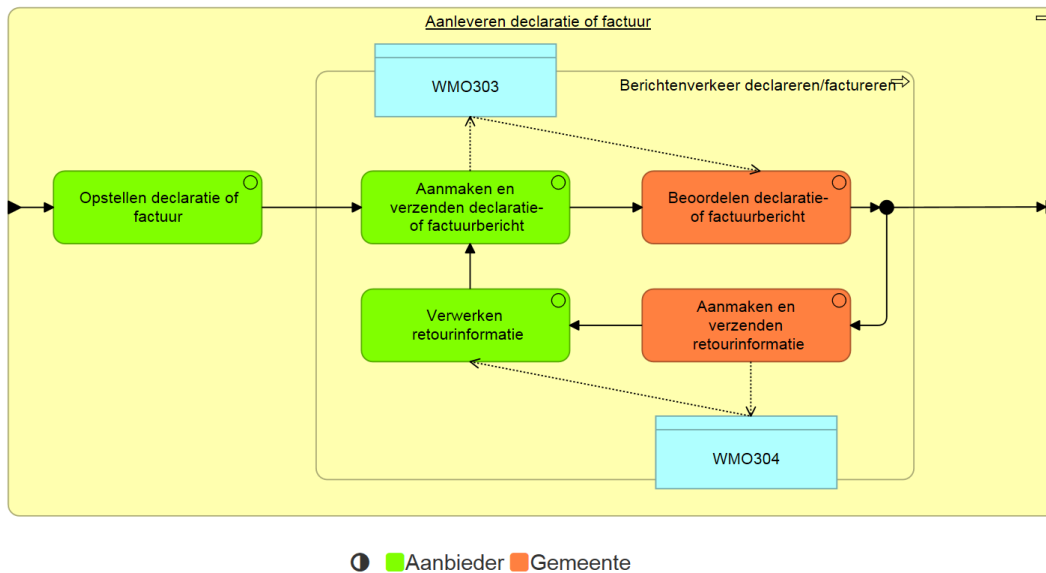 Aanleveren declaratie of factuur
WMO303
Berichtenverkeer declareren/factureren
Opstellen declaratie of
factuur
Aanmaken en
verzenden declaratie-
of factuurbericht
Beoordelen declaratie-
of factuurbericht
Verwerken
retourinformatie
Aanmaken en
verzenden
retourinformatie
WMO304
Aanbieder Gemeente